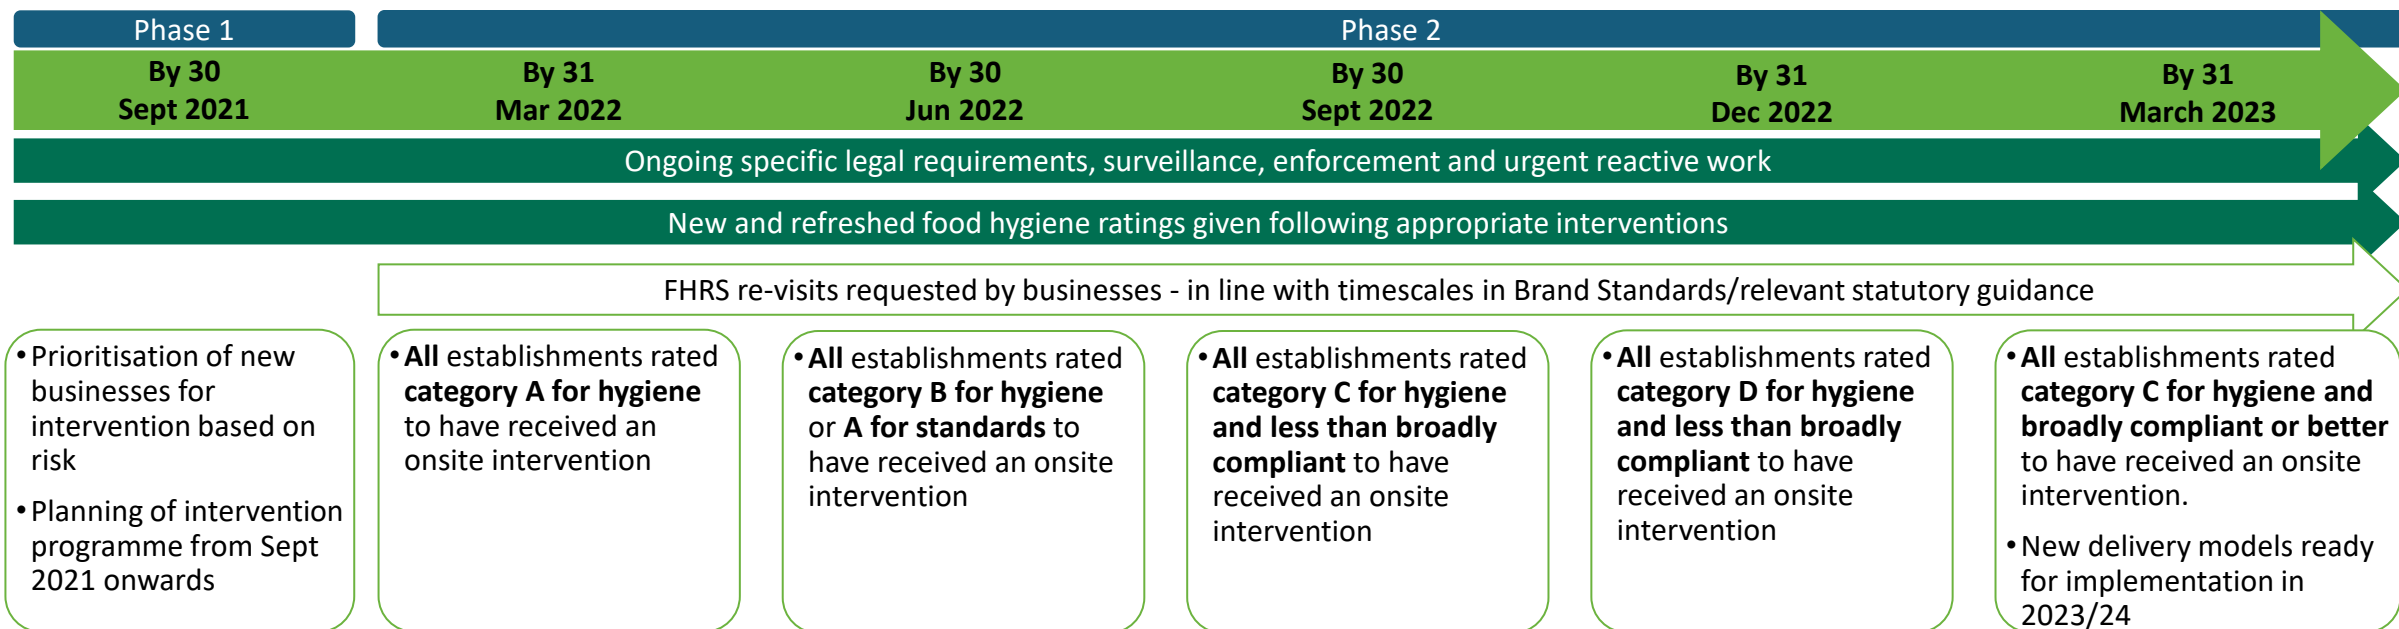 Phase 1
Phase 2
By 30
Sept 2021
By 31
Mar 2022
By 30
Jun 2022
By 30
Sept 2022
By 31
Dec 2022
By 31
March 2023
Ongoing specific legal requirements, surveillance, enforcement and urgent reactive work
New and refreshed food hygiene ratings given following appropriate interventions
FHRS re-visits requested by businesses - in line with timescales in Brand Standards/relevant statutory guidance
• Prioritisation of new
businesses for
intervention based on
risk
• Planning of intervention
programme from Sept
2021 onwards
• All establishments rated
category A for hygiene
to have received an
onsite intervention
• All establishments rated
category B for hygiene
or A for standards to
have received an onsite
intervention
• All establishments rated
category C for hygiene
and less than broadly
compliant to have
received an onsite
intervention
• All establishments rated
category D for hygiene
and less than broadly
compliant to have
received an onsite
intervention
• All establishments rated
category C for hygiene and
broadly compliant or better
to have received an onsite
intervention.
• New delivery models ready
for implementation in
2023/24